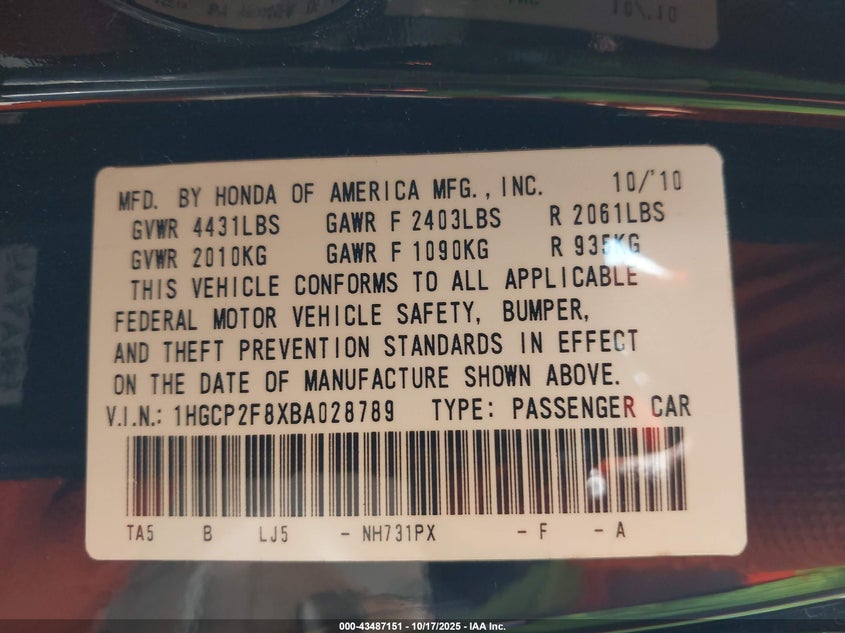 10/.10
MFD. BY HONDA OF AMERICA MFG., INC. 10/'10
GVWR 4431LBS GAWR F 2403LBS R 2061LBS
GVWR 2010KG GAWR F 1090KG R 935KG
THIS VEHICLE CONFORMS TO ALL APPLICABLE
FEDERAL MOTOR VEHICLE SAFETY, BUMPER,
AND THEFT PREVENTION STANDARDS IN EFFECT
ON THE DATE OF MANUFACTURE SHOWN ABOVE.
V.I.N.: 1HGCP2F8XBA028789 TYPE: PASSENGER CAR
TA5 B LJ5 - NH731PX - F - A
000-43487151 - 10/17/2025 - IAA Inc.